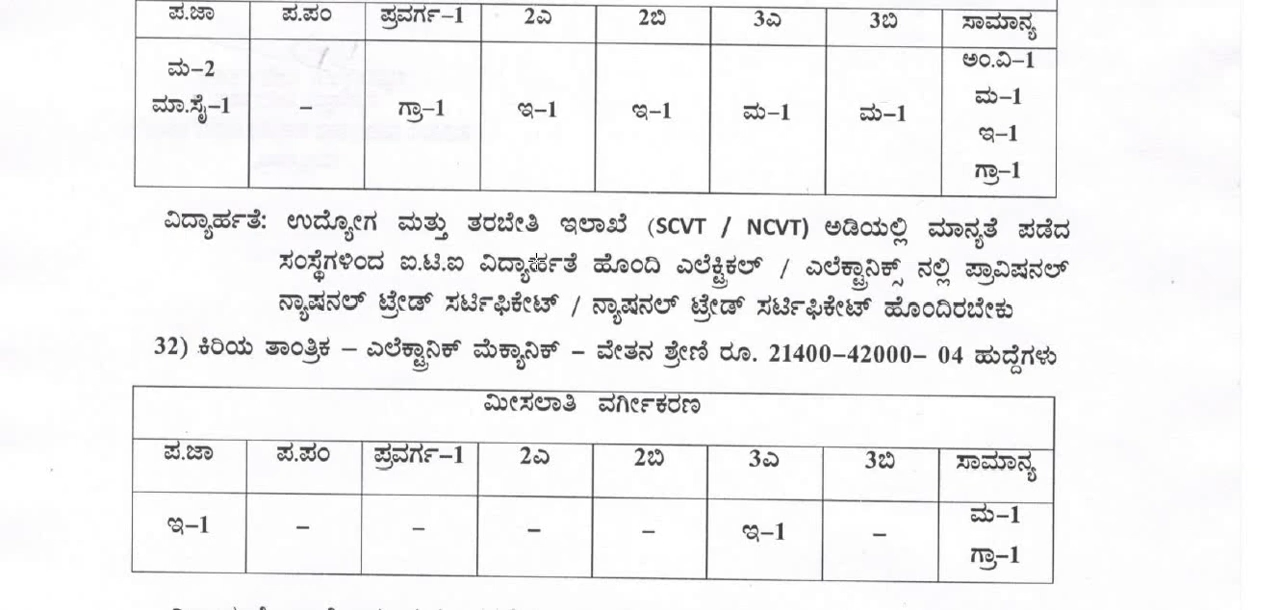 ಪ.ಜಾ ಪ.ಪಂ ಪ್ರವರ್ಗ–1 2ಎ 2ಬಿ 3ಎ 3ಬಿ ಸಾಮಾನ್ಯ
ಮ–2 ಅಂ.ವಿ–1
ಮಾ.ಸೈ–1 – ಗ್ರಾ–1 ಇ–1 ಇ–1 ಮ–1 ಮ–1 ಮ–1
ಇ–1
ಗ್ರಾ–1
ವಿದ್ಯಾರ್ಹತೆ: ಉದ್ಯೋಗ ಮತ್ತು ತರಬೇತಿ ಇಲಾಖೆ (SCVT / NCVT) ಅಡಿಯಲ್ಲಿ ಮಾನ್ಯತೆ ಪಡೆದ
ಸಂಸ್ಥೆಗಳಿಂದ ಐ.ಟಿ.ಐ ವಿದ್ಯಾರ್ಹತೆ ಹೊಂದಿ ಎಲೆಕ್ಟ್ರಿಕಲ್ / ಎಲೆಕ್ಟ್ರಾನಿಕ್ಸ್ ನಲ್ಲಿ ಪ್ರಾವಿಷನಲ್
ನ್ಯಾಷನಲ್ ಟ್ರೇಡ್ ಸರ್ಟಿಫಿಕೇಟ್ / ನ್ಯಾಷನಲ್ ಟ್ರೇಡ್ ಸರ್ಟಿಫಿಕೇಟ್ ಹೊಂದಿರಬೇಕು
32) ಕಿರಿಯ ತಾಂತ್ರಿಕ – ಎಲೆಕ್ಟ್ರಾನಿಕ್ ಮೆಕ್ಯಾನಿಕ್ – ವೇತನ ಶ್ರೇಣಿ ರೂ. 21400–42000– 04 ಹುದ್ದೆಗಳು
ಮೀಸಲಾತಿ ವರ್ಗೀಕರಣ
ಪ.ಜಾ ಪ.ಪಂ ಪ್ರವರ್ಗ–1 2ಎ 2ಬಿ 3ಎ 3ಬಿ ಸಾಮಾನ್ಯ
ಇ–1 – – – – ಇ–1 – ಮ–1
ಗ್ರಾ–1